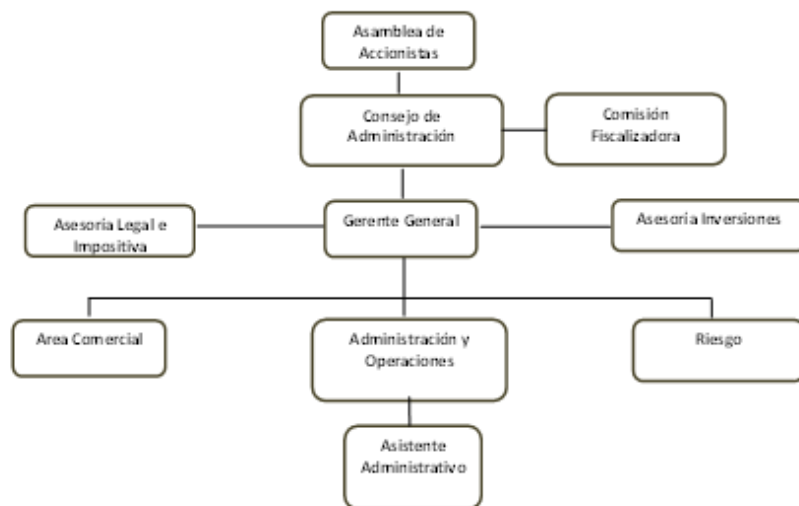 Asamblea de
Accionistas
Consejo de
Administración
Comisión
Fiscalizadora
Asesoria Legal e
Impositiva
Gerente General
Asesoria Inversiones
Area Comercial
Administración y
Operaciones
Riesgo
Asistente
Administrativo